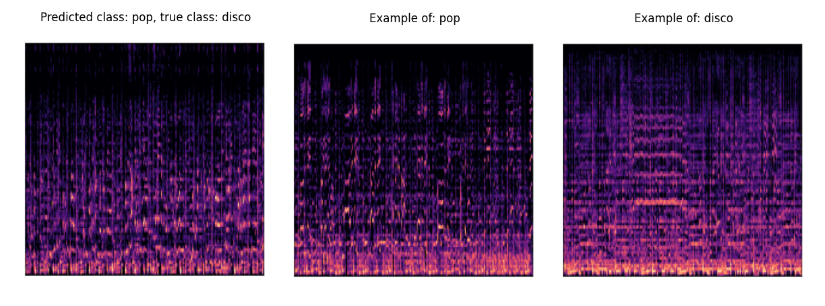 Predicted class: pop, true class: disco
Example of: pop
Example of: disco